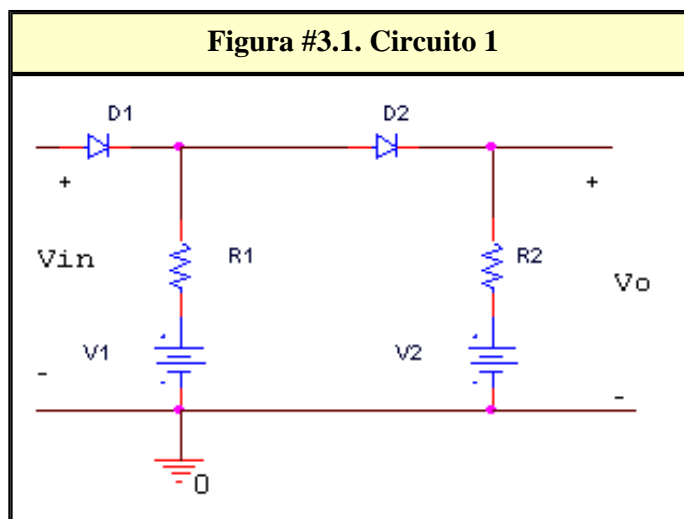 Figura #3.1. Circuito 1
D1
D2
+
+
Vin
R1
R2
Vo
V1
V2
-
-
0